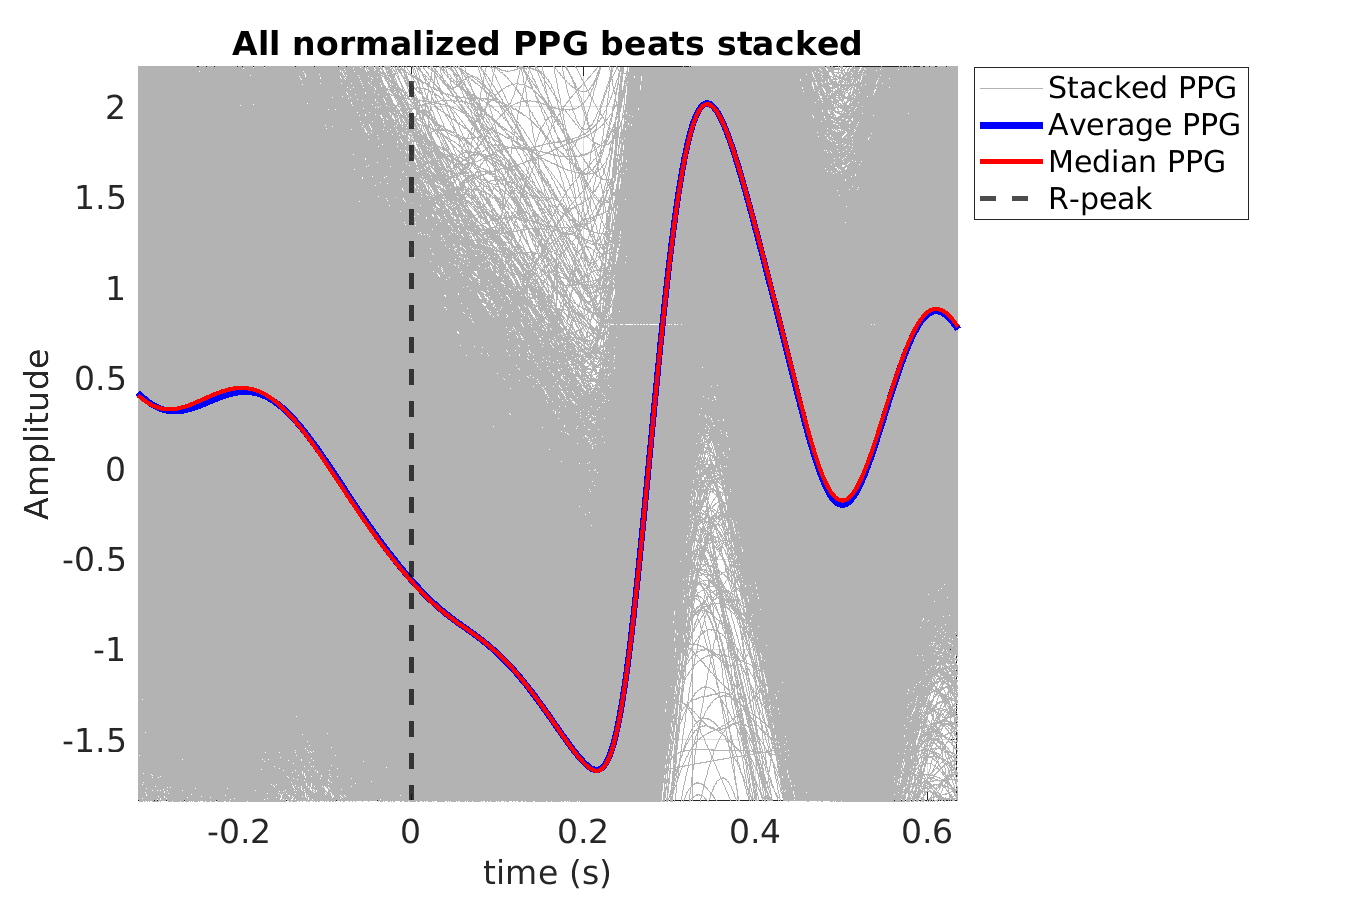 All normalized PPG beats stacked
Stacked PPG
Average PPG
Median PPG
R-peak
Amplitude
2
1.5
1
0.5
0
-0.5
-1
-1.5
-0.2
0
0.2
0.4
0.6
time (s)